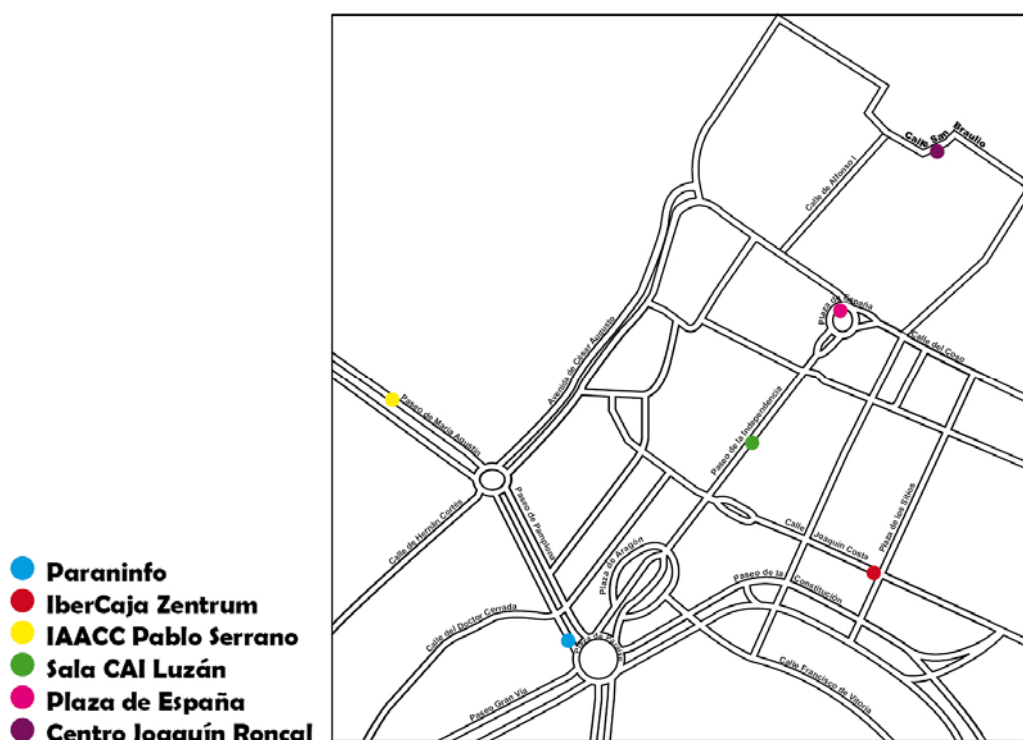 Calle San Braulio
Calle de Alfonso I
Plaza de España
Calle del Coso
Avenida de César Augusto
Paseo de María Agustín
Paseo de la Independencia
Calle de Hernán Cortés
Paseo de Pamplona
Plaza de los Sitios
Calle Joaquín Costa
Plaza de Aragón
Paseo de la Constitución
Calle del Doctor Cerrada
Calle Francisco de Vitoria
Paseo Gran Vía
Paraninfo
IberCaja Zentrum
IAACC Pablo Serrano
Sala CAI Luzán
Plaza de España
Centro Joaquín Roncal